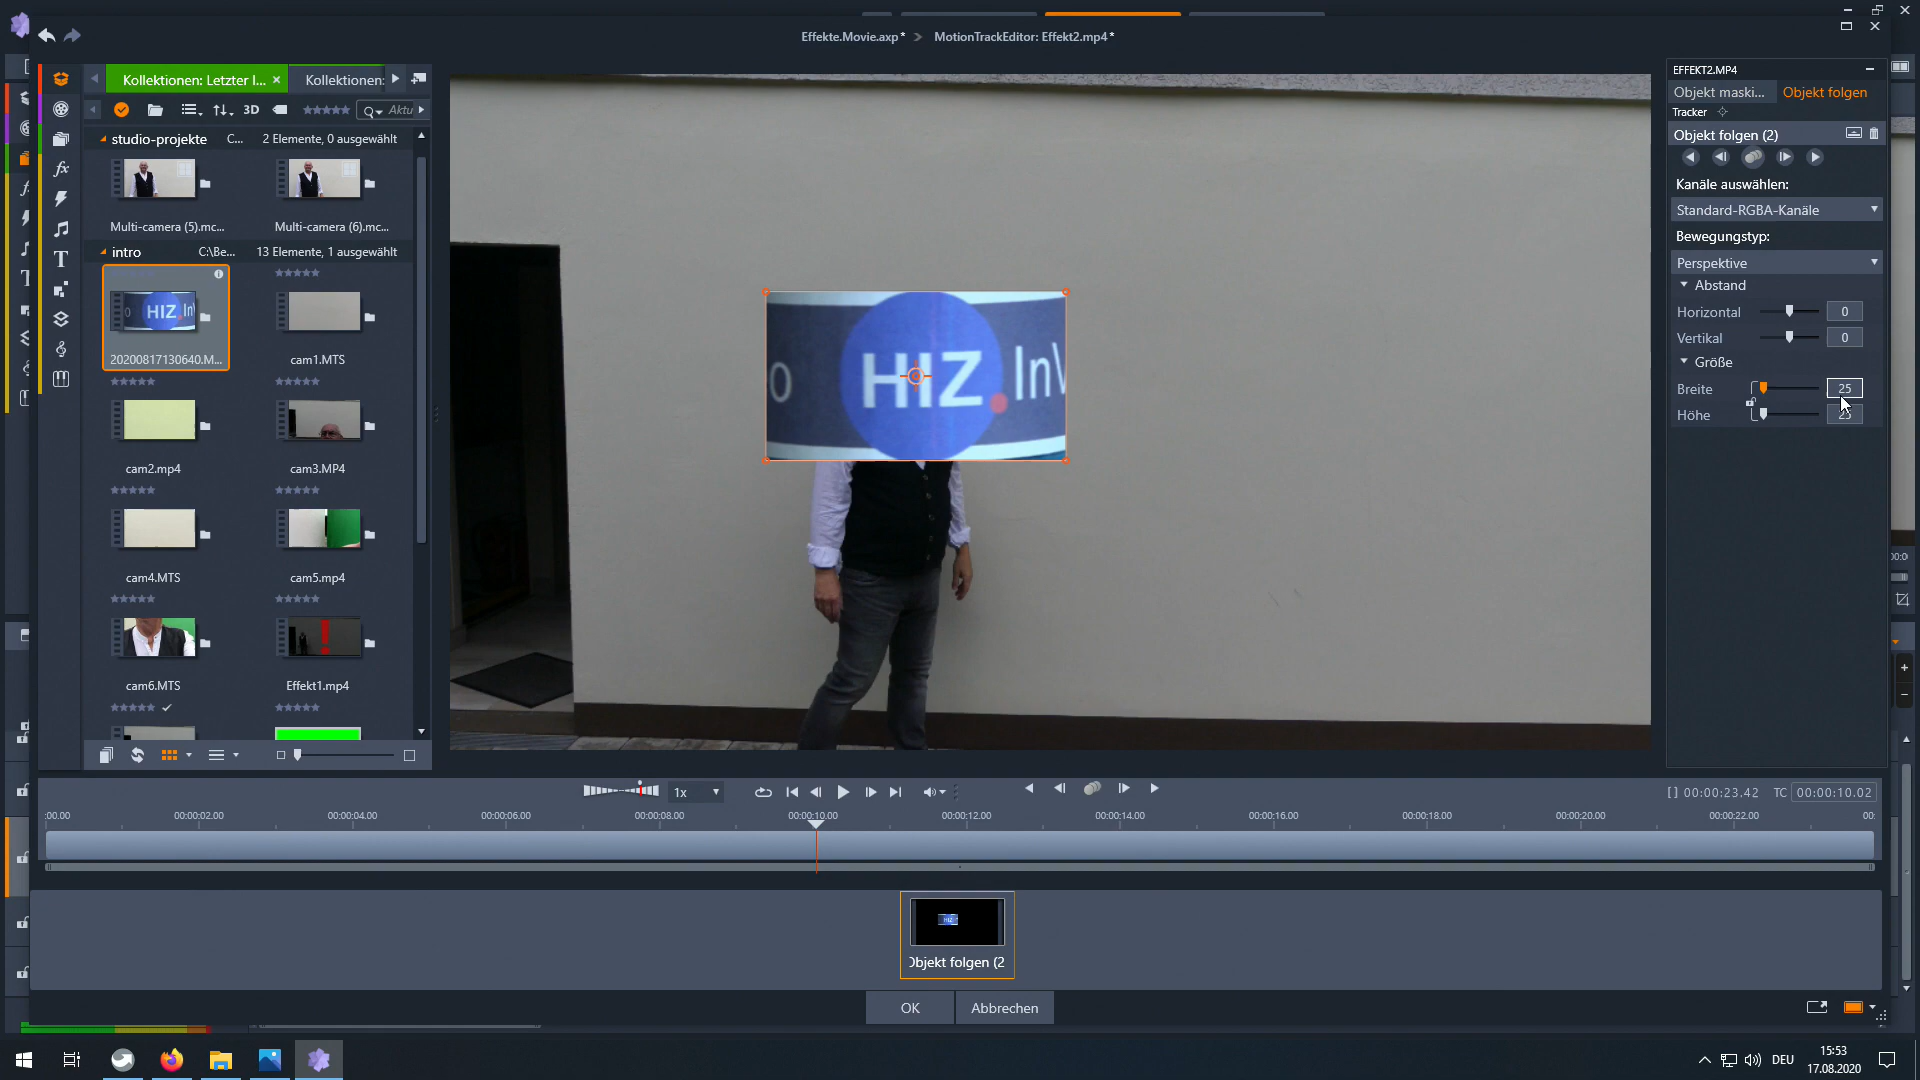 Effekte.Movie.axp* > MotionTrackEditor: Effekt2.mp4*
Kollektionen: Letzter I... ×
Kollektionen:
3D
Aktu
studio-projekte C... 2 Elemente, 0 ausgewählt
Multi-camera (5).mc...
Multi-camera (6).mc...
intro C:\Be... 13 Elemente, 1 ausgewählt
20200817130640.M...
cam1.MTS
cam2.mp4
cam3.MP4
cam4.MTS
cam5.mp4
cam6.MTS
Effekt1.mp4
o HIZ. InV
EFFEKT2.MP4
Objekt maski... Objekt folgen
Tracker
Objekt folgen (2)
Kanäle auswählen:
Standard-RGBA-Kanäle
Bewegungstyp:
Perspektive
Abstand
Horizontal 0
Vertikal 0
Größe
Breite 25
Höhe 25
1x
[] 00:00:23.42 TC 00:00:10.02
:00.00 00:00:02.00 00:00:04.00 00:00:06.00 00:00:08.00 00:00:10.00 00:00:12.00 00:00:14.00 00:00:16.00 00:00:18.00 00:00:20.00 00:00:22.00 00:
HIZ
Objekt folgen (2
OK Abbrechen
DEU
15:53
17.08.2020